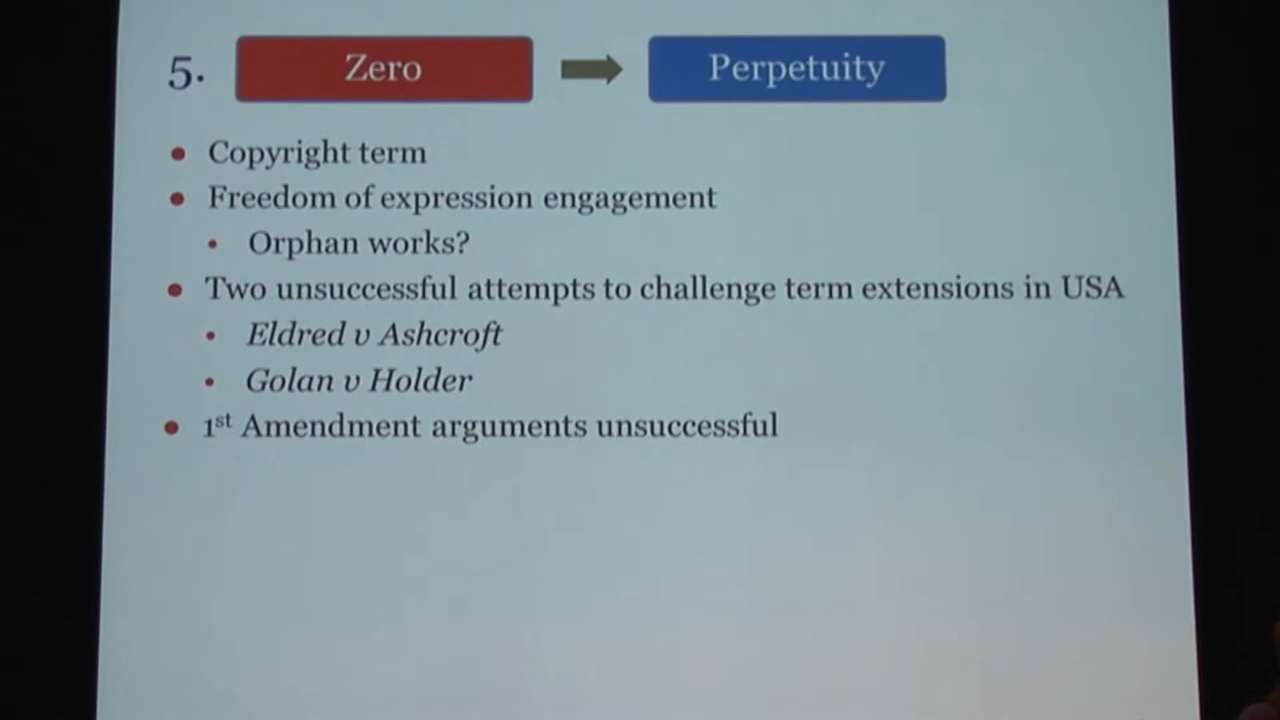 5. Zero Perpetuity
• Copyright term
• Freedom of expression engagement
• Orphan works?
• Two unsuccessful attempts to challenge term extensions in USA
• Eldred v Ashcroft
• Golan v Holder
• 1st Amendment arguments unsuccessful